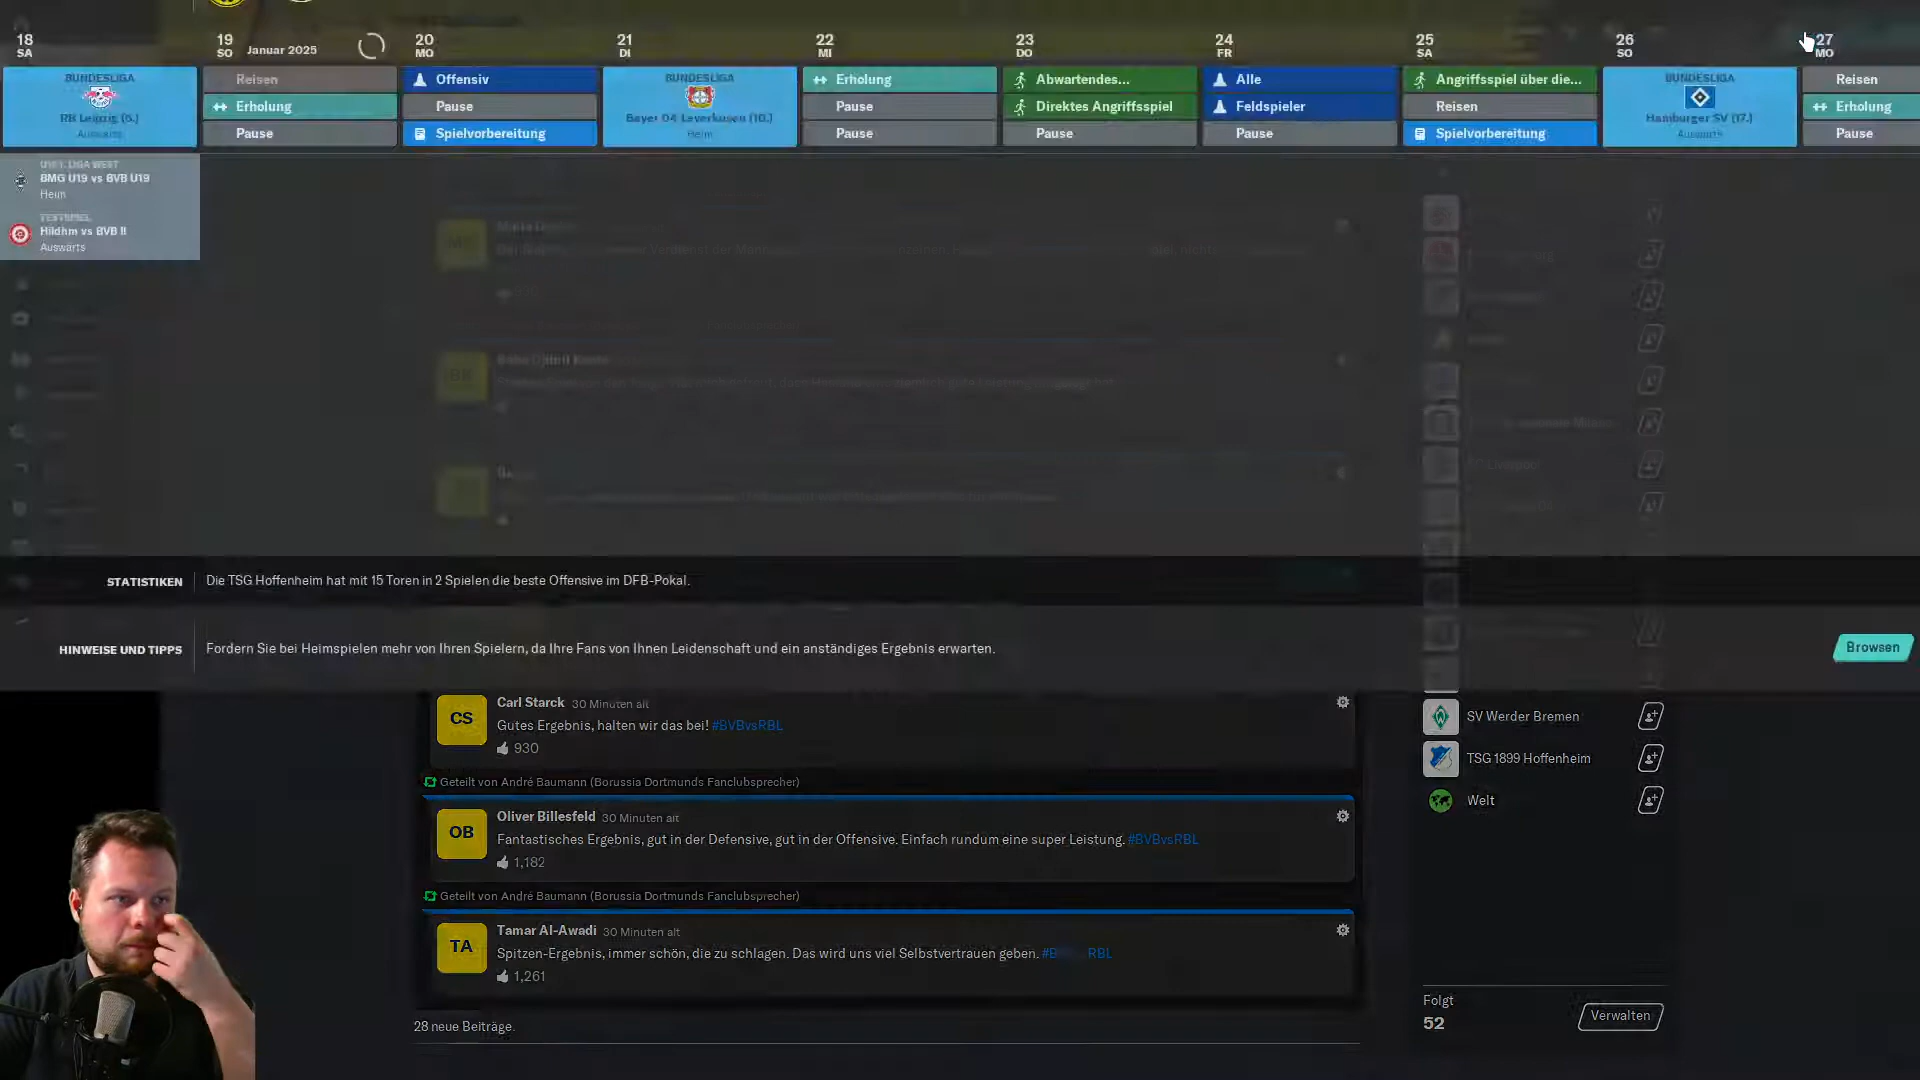 18
SA
19
SO
Januar 2025
20
MO
21
DI
22
MI
23
DO
24
FR
25
SA
26
SO
27
MO
BUNDESLIGA
RB Leipzig (6.)
Auswärts
Reisen
Erholung
Pause
Offensiv
Pause
Spielvorbereitung
BUNDESLIGA
Bayer 04 Leverkusen (10.)
Heim
Erholung
Pause
Pause
Abwartendes...
Direktes Angriffsspiel
Pause
Alle
Feldspieler
Pause
Angriffsspiel über die...
Reisen
Spielvorbereitung
BUNDESLIGA
Hamburger SV (17.)
Auswärts
Reisen
Erholung
Pause
U19 1. LIGA WEST
BMG U19 vs BVB U19
Heim
TESTSPIEL
Hildhm vs BVB II
Auswärts
STATISTIKEN
Die TSG Hoffenheim hat mit 15 Toren in 2 Spielen die beste Offensive im DFB-Pokal.
HINWEISE UND TIPPS
Fordern Sie bei Heimspielen mehr von Ihren Spielern, da Ihre Fans von Ihnen Leidenschaft und ein anständiges Ergebnis erwarten.
Browsen
CS
Carl Starck 30 Minuten alt
Gutes Ergebnis, halten wir das bei! #BVBvsRBL
930
Geteilt von André Baumann (Borussia Dortmunds Fanclubsprecher)
OB
Oliver Billesfeld 30 Minuten alt
Fantastisches Ergebnis, gut in der Defensive, gut in der Offensive. Einfach rundum eine super Leistung. #BVBvsRBL
1,182
Geteilt von André Baumann (Borussia Dortmunds Fanclubsprecher)
TA
Tamar Al-Awadi 30 Minuten alt
Spitzen-Ergebnis, immer schön, die zu schlagen. Das wird uns viel Selbstvertrauen geben. #B RBL
1,261
28 neue Beiträge.
SV Werder Bremen
TSG 1899 Hoffenheim
Welt
Folgt
52
Verwalten